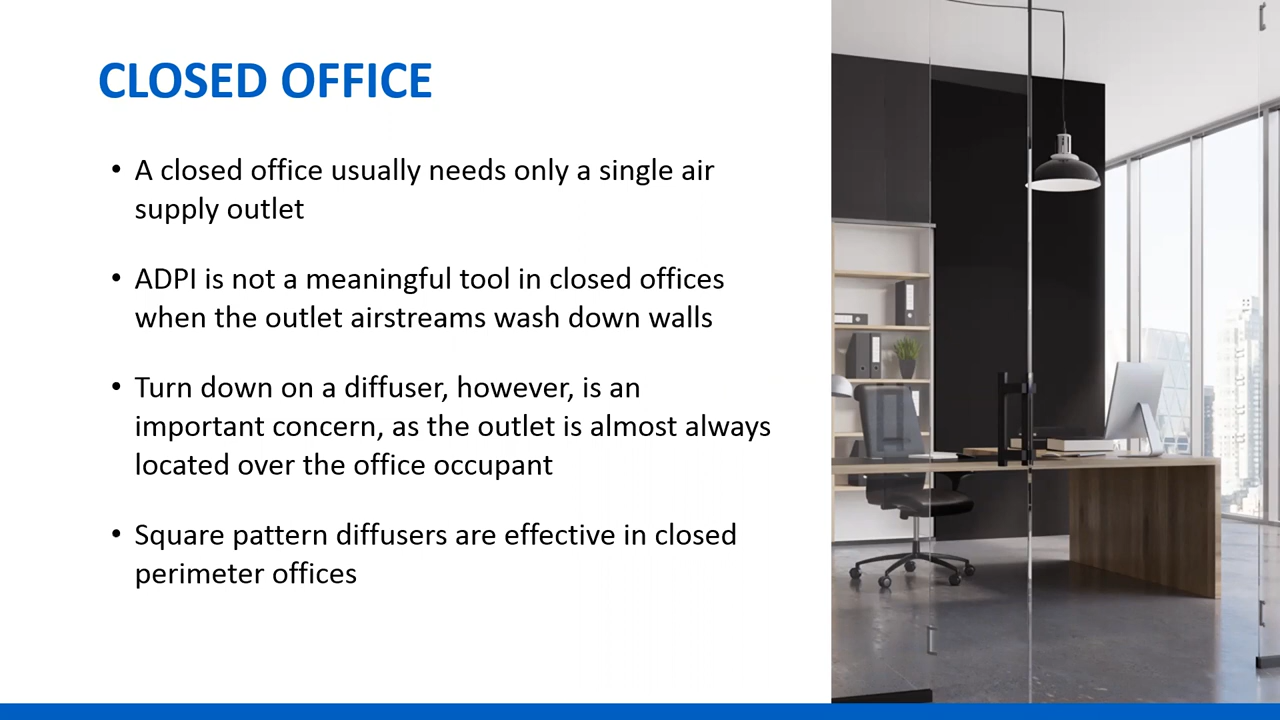 CLOSED OFFICE
• A closed office usually needs only a single air
supply outlet
• ADPI is not a meaningful tool in closed offices
when the outlet airstreams wash down walls
• Turn down on a diffuser, however, is an
important concern, as the outlet is almost always
located over the office occupant
• Square pattern diffusers are effective in closed
perimeter offices